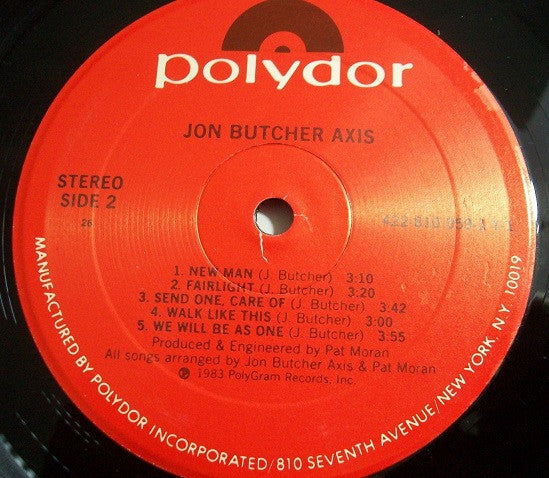 polydor
JON BUTCHER AXIS
STEREO
SIDE 2
26
1. NEW MAN (J. Butcher) 3:10
2. FAIRLIGHT (J. Butcher) 3:20
3. SEND ONE, CARE OF (J. Butcher) 3:42
4. WALK LIKE THIS (J. Butcher) 3:00
5. WE WILL BE AS ONE (J. Butcher) 3:55
Produced & Engineered by Pat Moran
All songs arranged by Jon Butcher Axis & Pat Moran
℗ 1983 PolyGram Records, Inc.
MANUFACTURED BY POLYDOR INCORPORATED/810 SEVENTH AVENUE/NEW YORK, N.Y. 10019